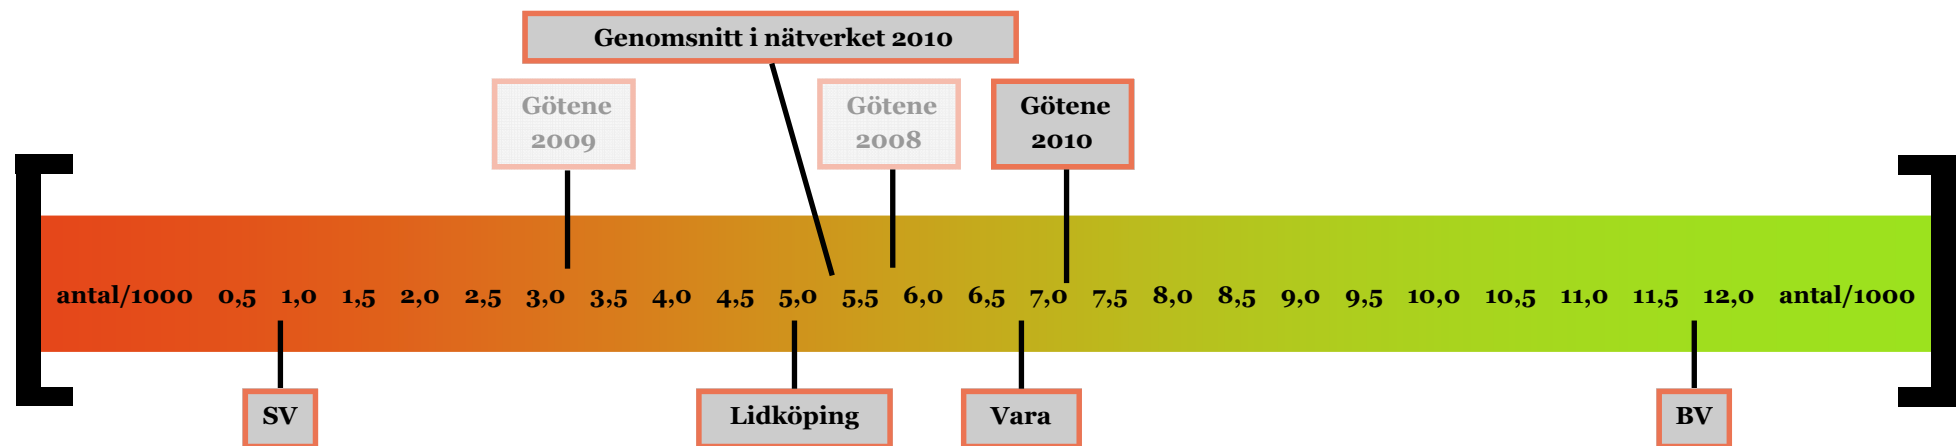 Genomsnitt i nätverket 2010
Götene
2009
Götene
2008
Götene
2010
antal/1000 0,5 1,0 1,5 2,0 2,5 3,0 3,5 4,0 4,5 5,0 5,5 6,0 6,5 7,0 7,5 8,0 8,5 9,0 9,5 10,0 10,5 11,0 11,5 12,0 antal/1000
SV
Lidköping
Vara
BV